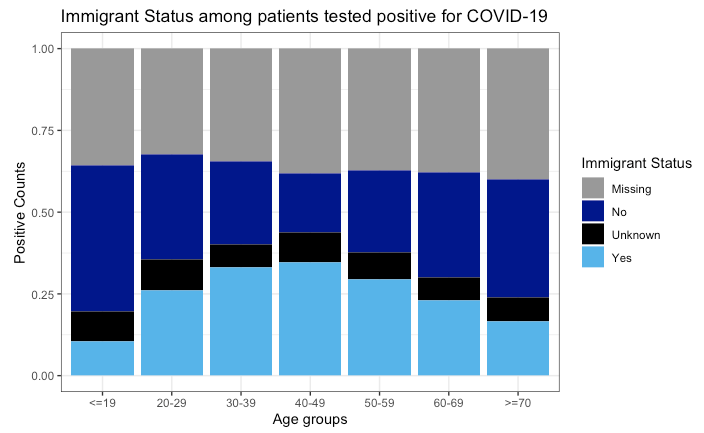 Immigrant Status among patients tested positive for COVID-19
1.00
0.75
0.50
0.25
0.00
Positive Counts
<=19 20-29 30-39 40-49 50-59 60-69 >=70
Age groups
Immigrant Status
Missing
No
Unknown
Yes